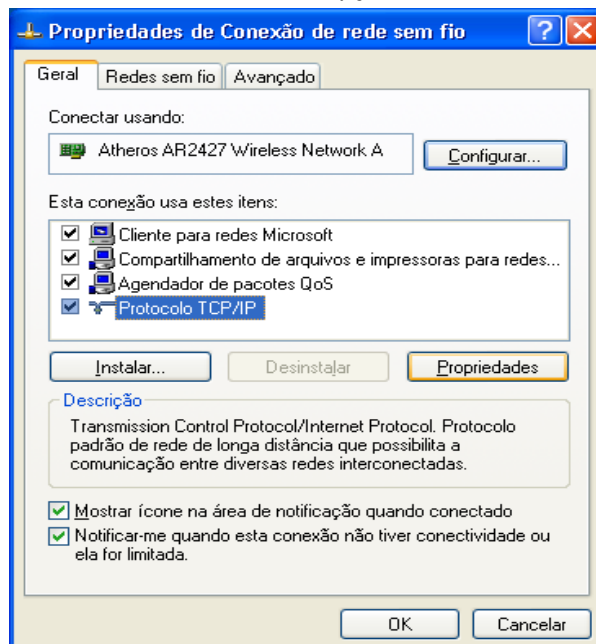 Propriedades de Conexão de rede sem fio
Geral
Redes sem fio
Avançado
Conectar usando:
Atheros AR2427 Wireless Network A
Configurar...
Esta conexão usa estes itens:
Cliente para redes Microsoft
Compartilhamento de arquivos e impressoras para redes...
Agendador de pacotes QoS
Protocolo TCP/IP
Instalar...
Desinstalar
Propriedades
Descrição
Transmission Control Protocol/Internet Protocol. Protocolo
padrão de rede de longa distância que possibilita a
comunicação entre diversas redes interconectadas.
Mostrar ícone na área de notificação quando conectado
Notificar-me quando esta conexão não tiver conectividade ou
ela for limitada.
OK
Cancelar